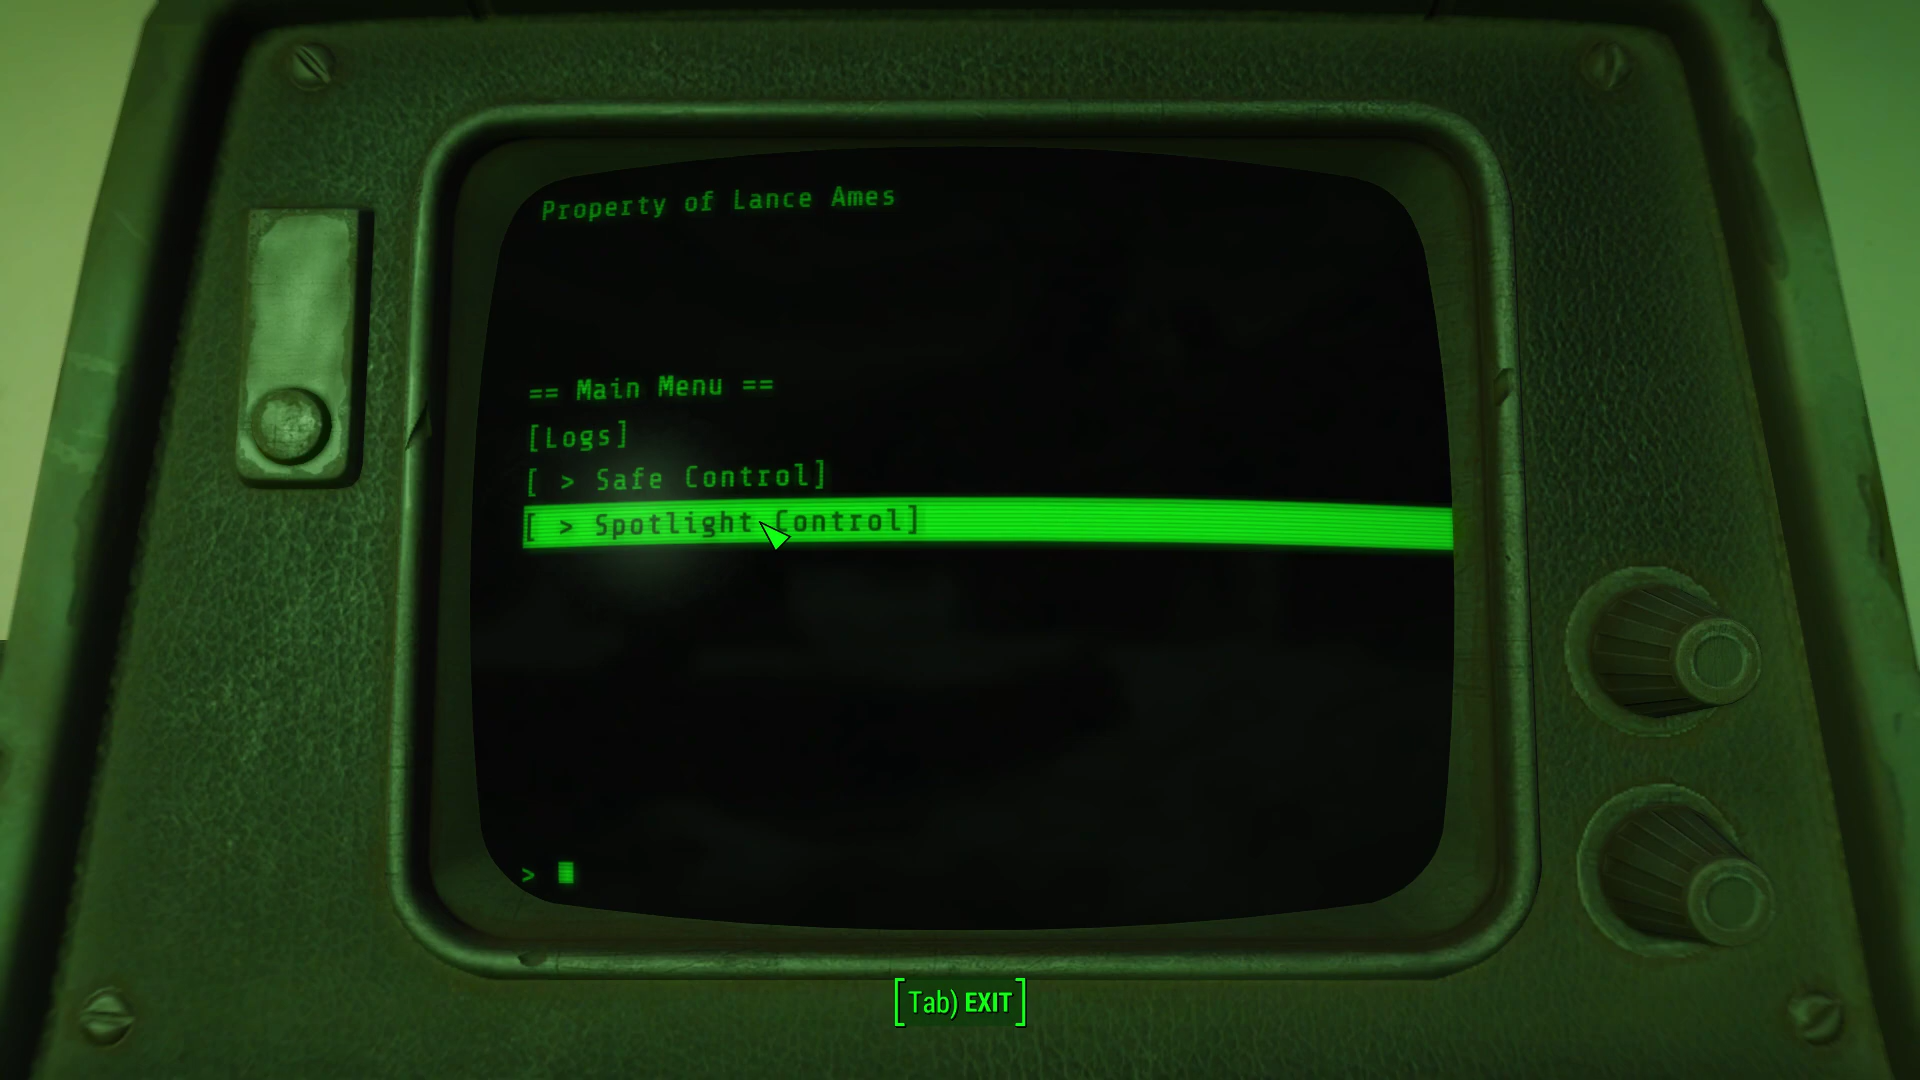 Property of Lance Ames
== Main Menu ==
[Logs]
[ > Safe Control]
[ > Spotlight Control]
>
[Tab) EXIT]